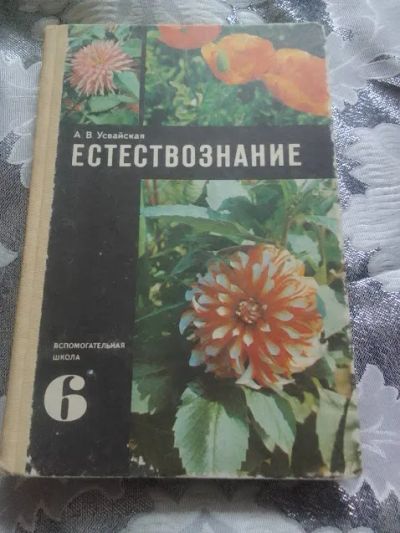 А. В. Усвайская
ЕСТЕСТВОЗНАНИЕ
ВСПОМОГАТЕЛЬНАЯ
ШКОЛА
6